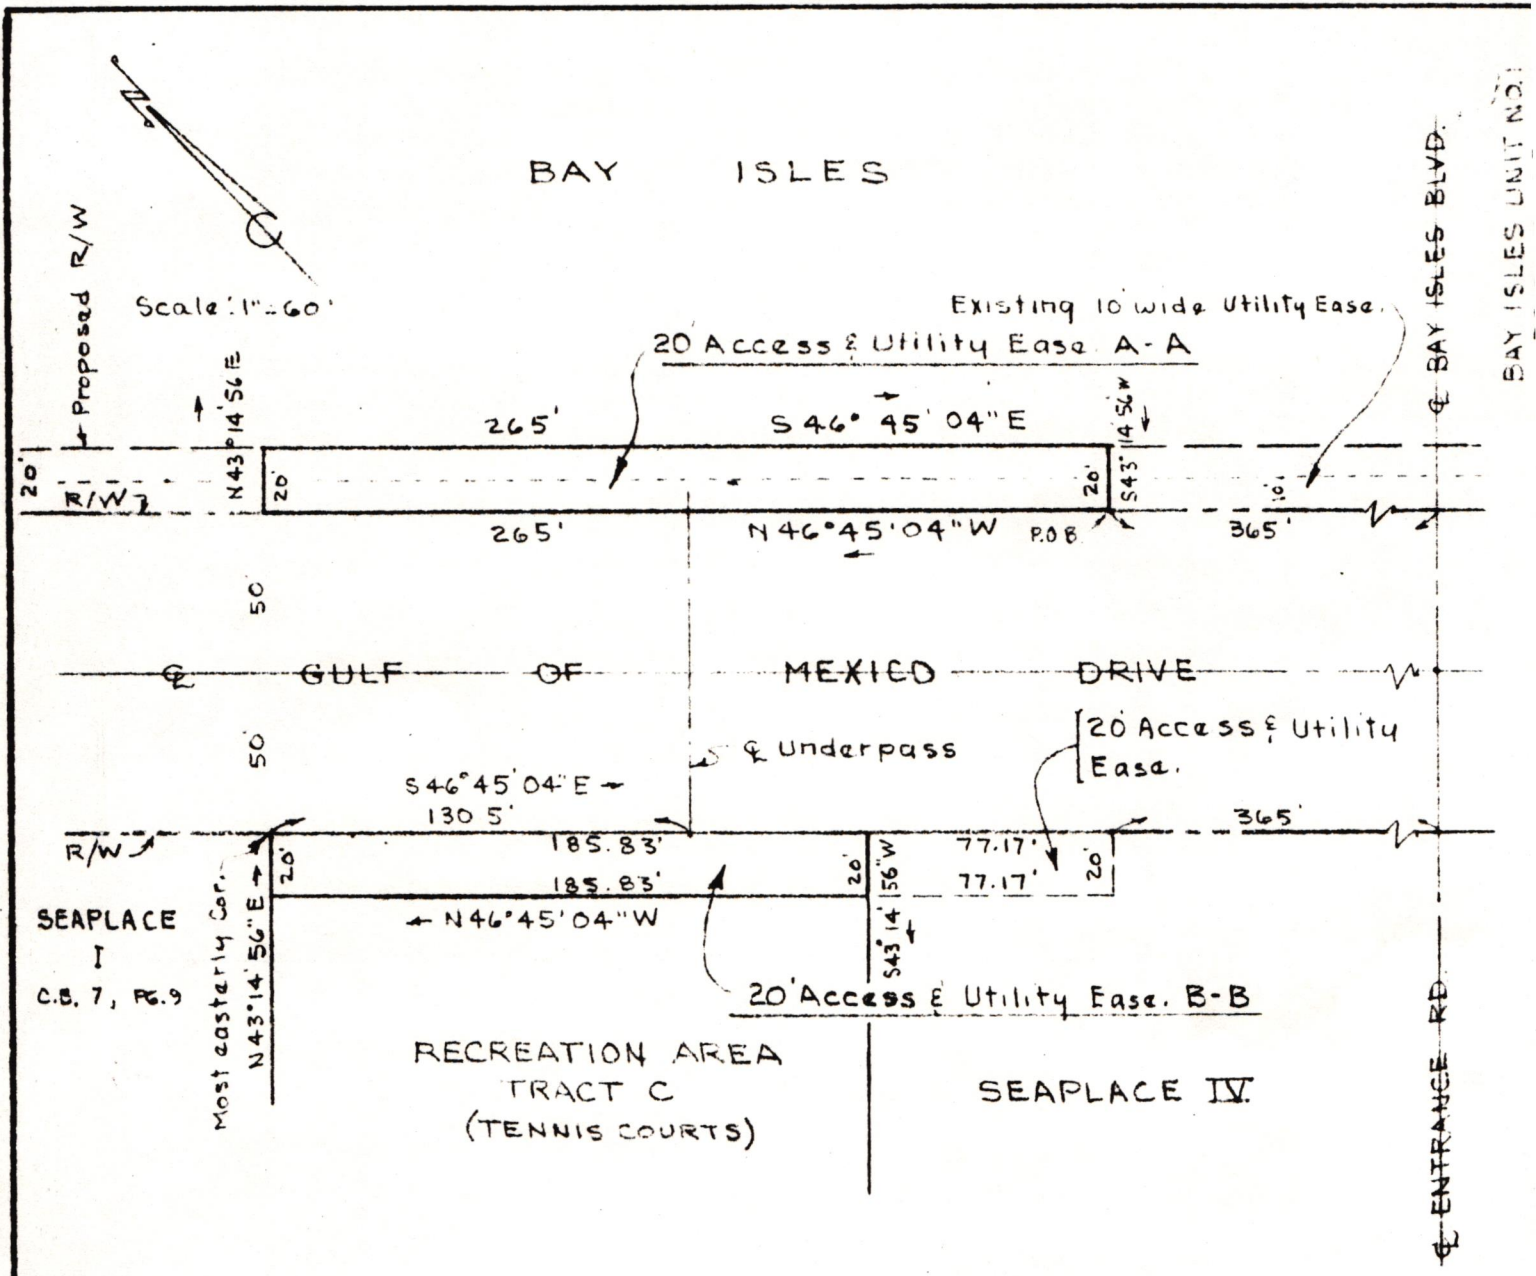 BAY ISLES
Scale: 1"=60'
Proposed R/W
20'
R/W
N43°14'56"E
20 Access & Utility Ease. A-A
Existing 10 wide Utility Ease.
265' S46° 45' 04" E
20'
20'
S43° 14' 56" W
10'
265' N46°45'04"W
P.O.B.
365'
℄ BAY ISLES BLVD.
BAY ISLES UNIT NO. 1
50'
℄ GULF OF MEXICO DRIVE
50'
℄ Underpass
20' Access & Utility
Ease.
S46°45'04"E
130.5'
R/W
185.83'
77.17'
365'
20'
20'
20'
185.83'
77.17'
N46°45'04"W
S43° 14' 56" W
Most easterly Cor.
N43°14'56"E
SEAPLACE
I
C.B. 7, PG. 9
20' Access & Utility Ease. B-B
RECREATION AREA
TRACT C
(TENNIS COURTS)
SEAPLACE IV.
℄ ENTRANCE RD.